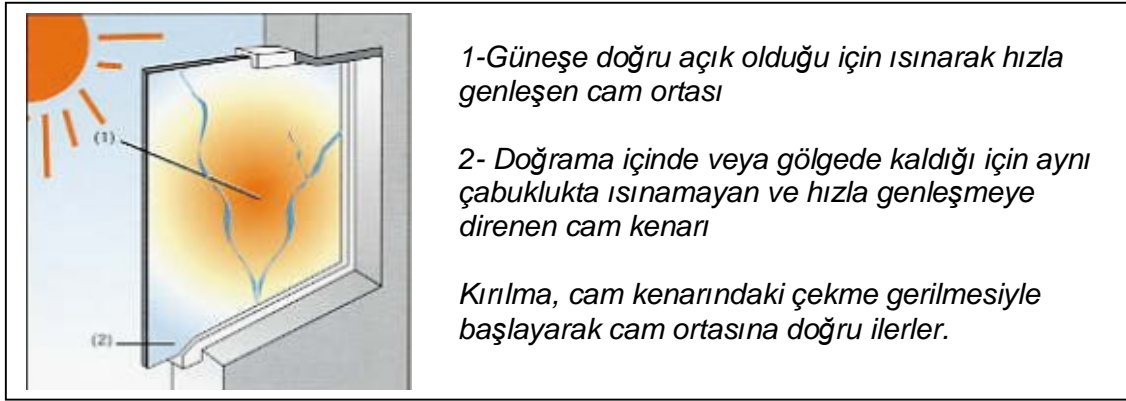 (1)
(2)
1-Güneşe doğru açık olduğu için ısınarak hızla
genleşen cam ortası
2- Doğrama içinde veya gölgede kaldığı için aynı
çabuklukta ısınamayan ve hızla genleşmeye
direnen cam kenarı
Kırılma, cam kenarındaki çekme gerilmesiyle
başlayarak cam ortasına doğru ilerler.